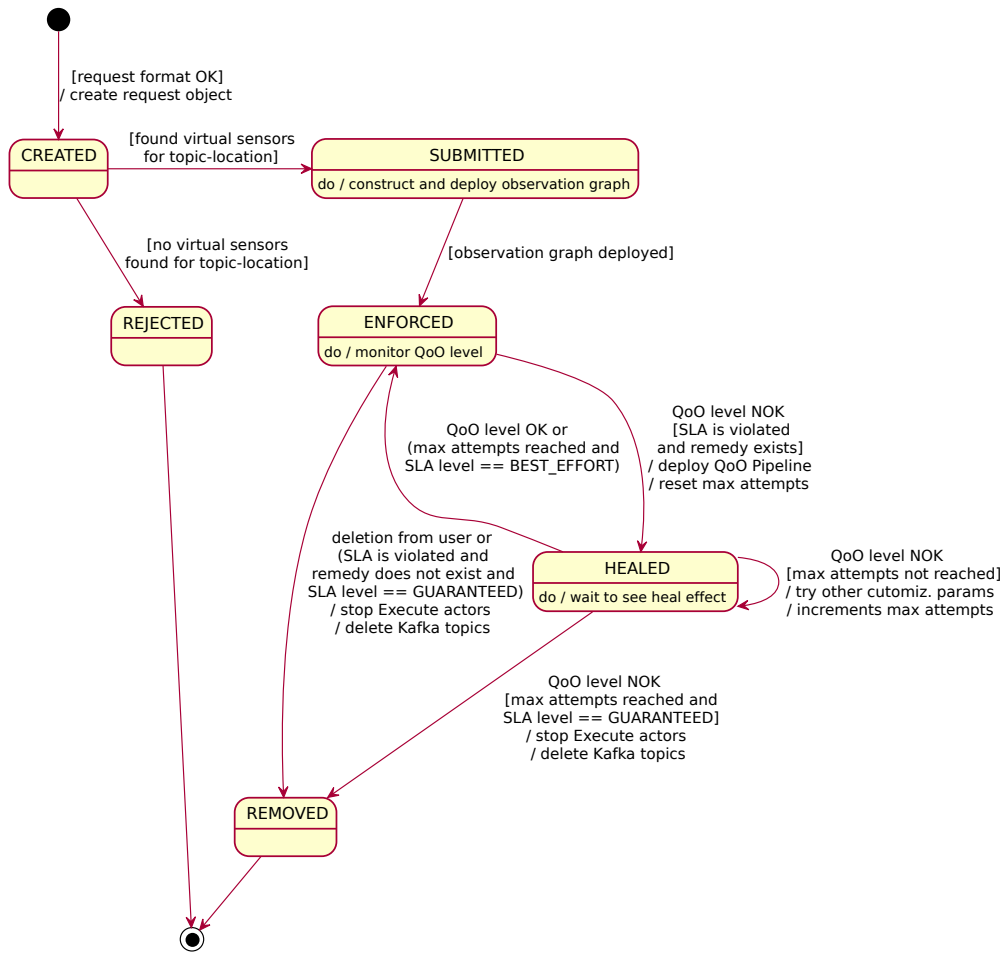 [request format OK]
/ create request object
CREATED
[found virtual sensors
for topic-location]
SUBMITTED
do / construct and deploy observation graph
[no virtual sensors
found for topic-location]
[observation graph deployed]
REJECTED
ENFORCED
do / monitor QoO level
QoO level OK or
(max attempts reached and
SLA level == BEST_EFFORT)
QoO level NOK
[SLA is violated
and remedy exists]
/ deploy QoO Pipeline
/ reset max attempts
deletion from user or
(SLA is violated and
remedy does not exist and
SLA level == GUARANTEED)
/ stop Execute actors
/ delete Kafka topics
HEALED
do / wait to see heal effect
QoO level NOK
[max attempts not reached]
/ try other cutomiz. params
/ increments max attempts
QoO level NOK
[max attempts reached and
SLA level == GUARANTEED]
/ stop Execute actors
/ delete Kafka topics
REMOVED